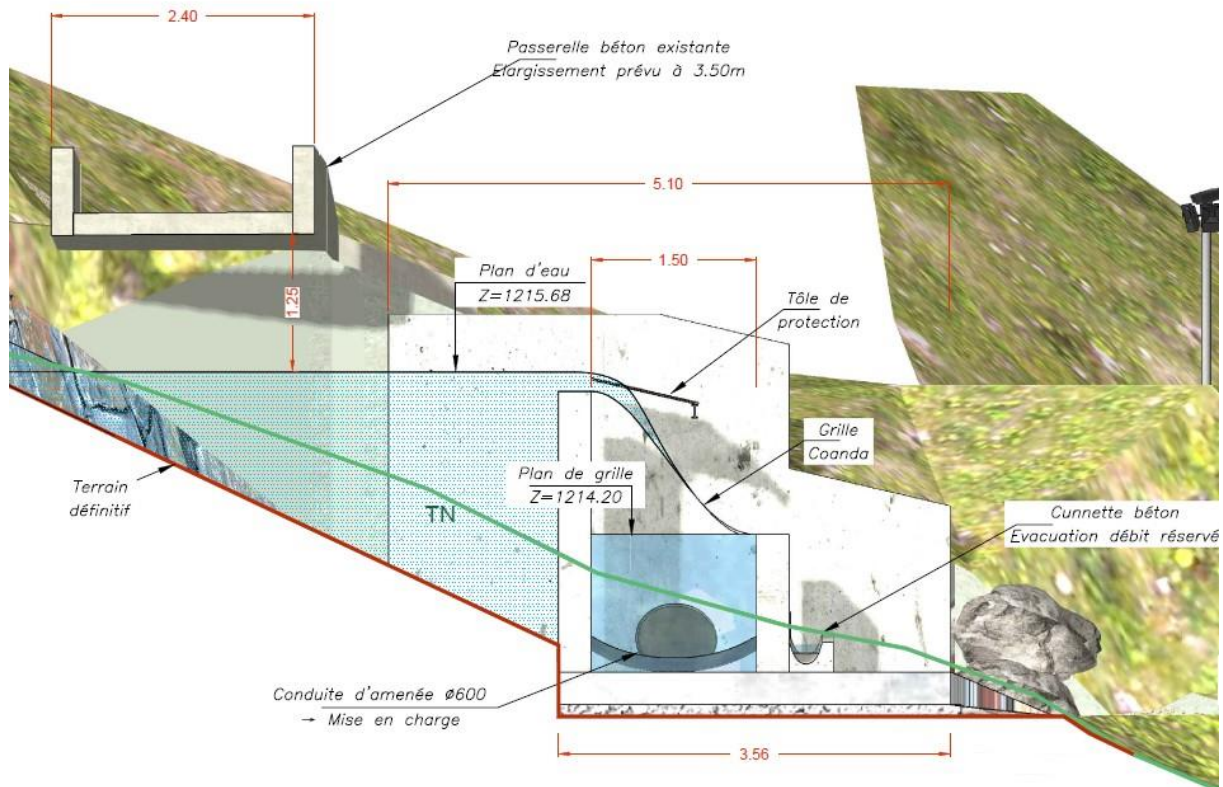 2.40
Passerelle béton existante
Elargissement prévu à 3.50m
5.10
Plan d'eau
Z=1215.68
1.50
1.25
Tôle de
protection
Grille
Coanda
Plan de grille
Z=1214.20
Terrain
définitif
TN
Cunnette béton
Evacuation débit réservé
Conduite d'amenée ø600
→ Mise en charge
3.56